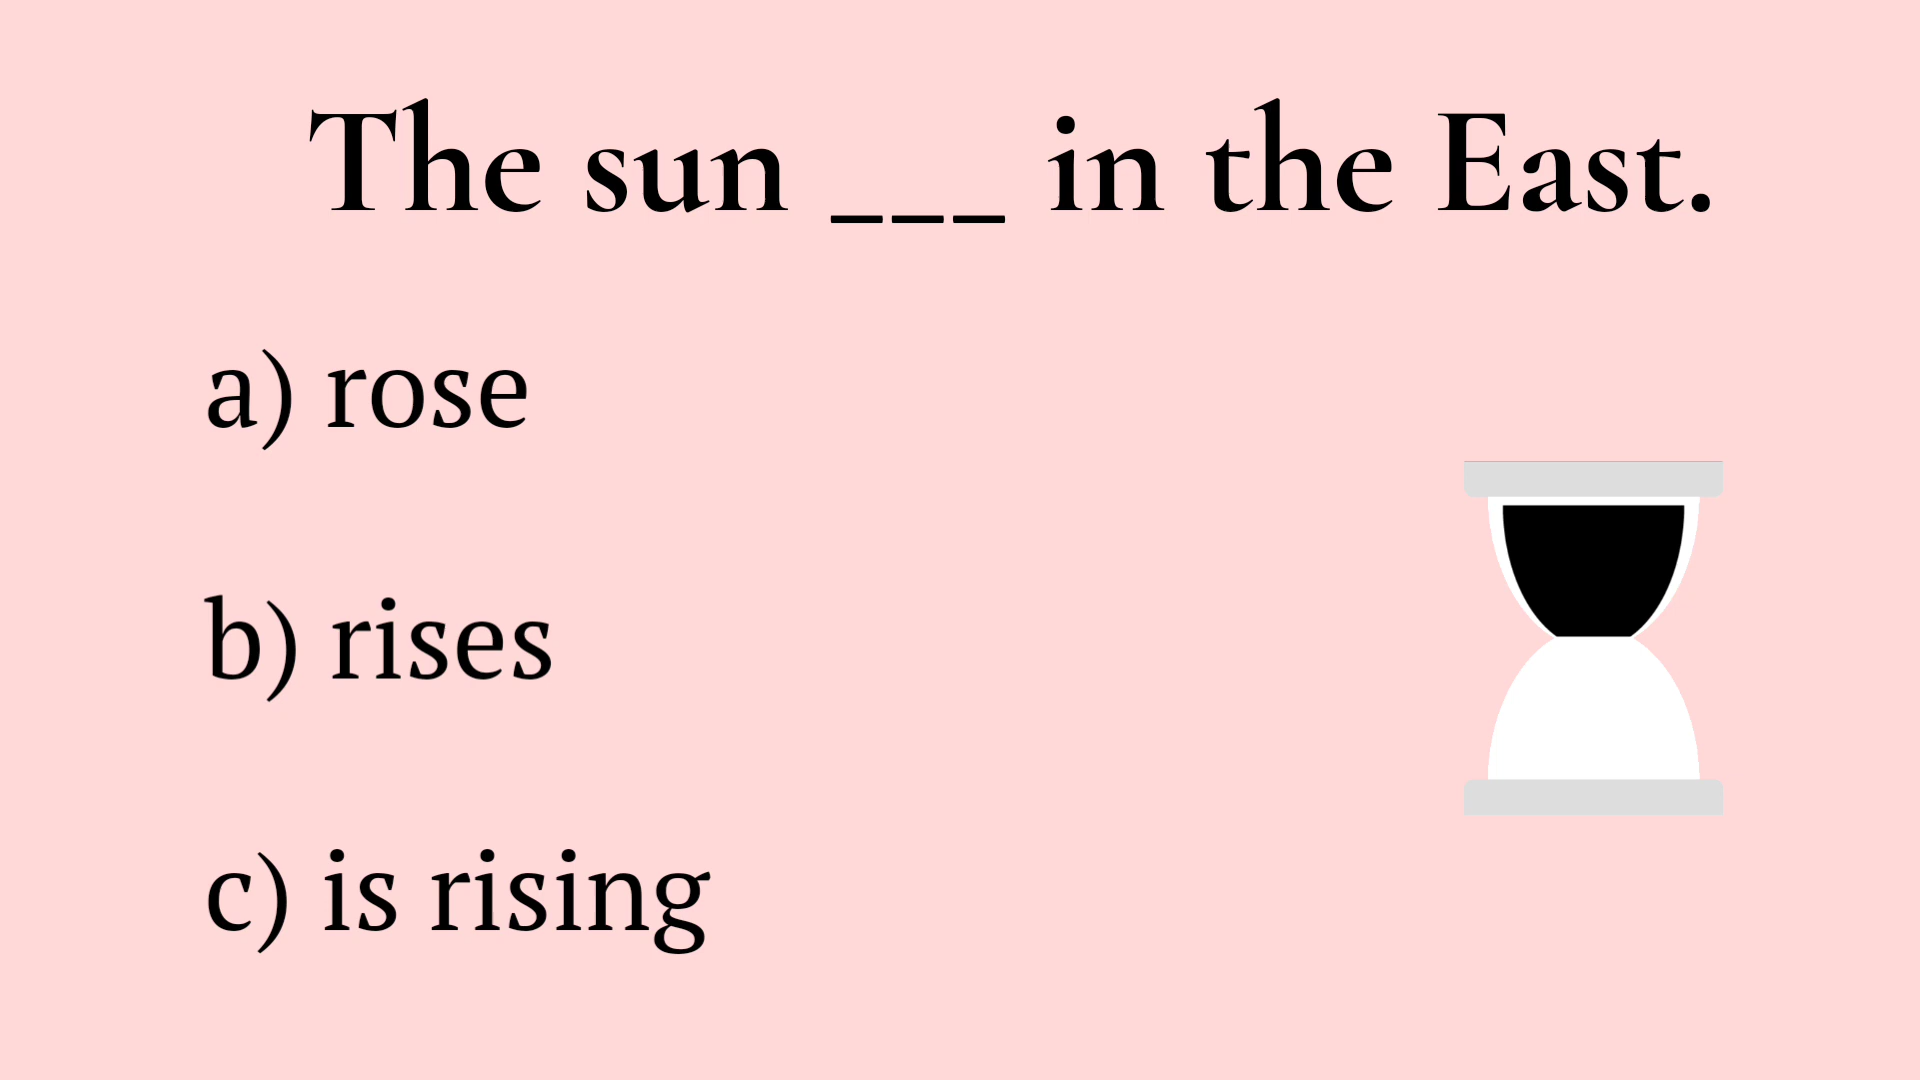 The sun ___ in the East.
a) rose
b) rises
c) is rising